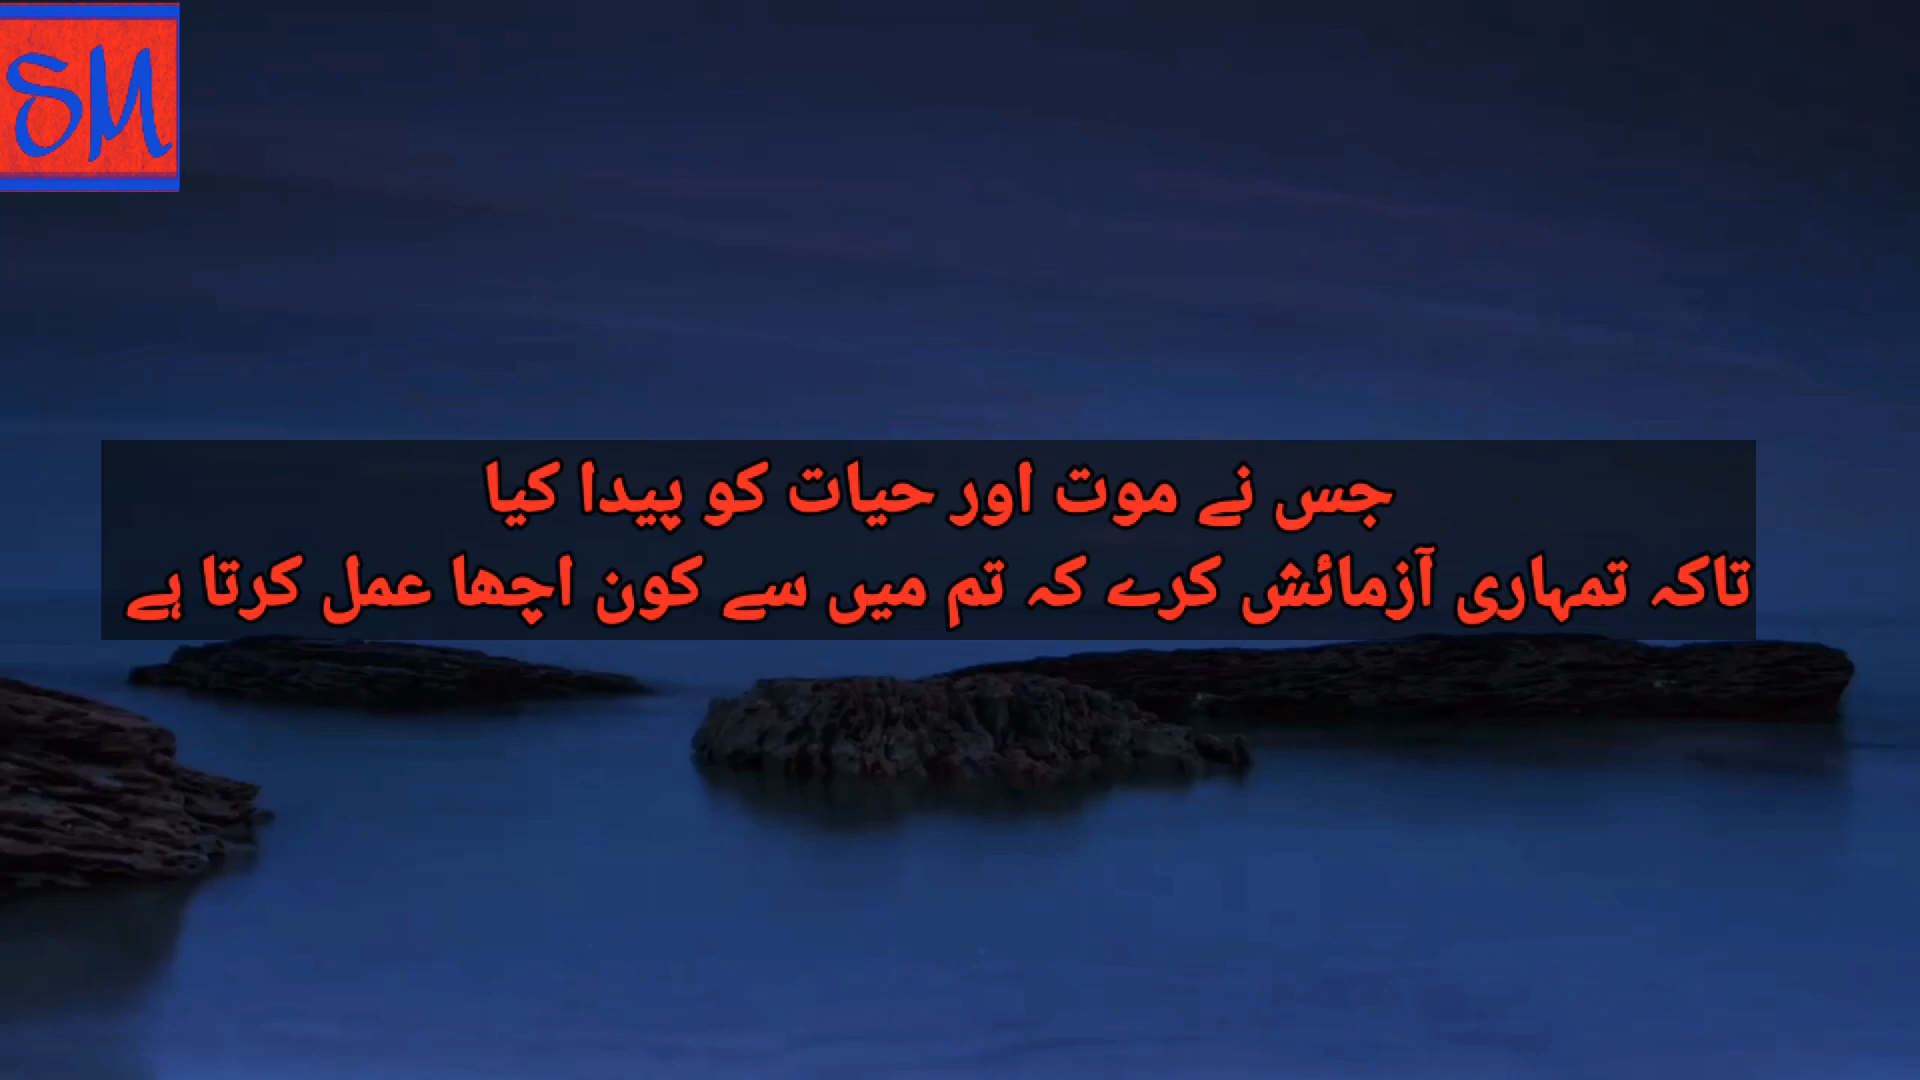 SM
جس نے موت اور حیات کو پیدا کیا
تاکہ تمہاری آزمائش کرے کہ تم میں سے کون اچھا عمل کرتا ہے